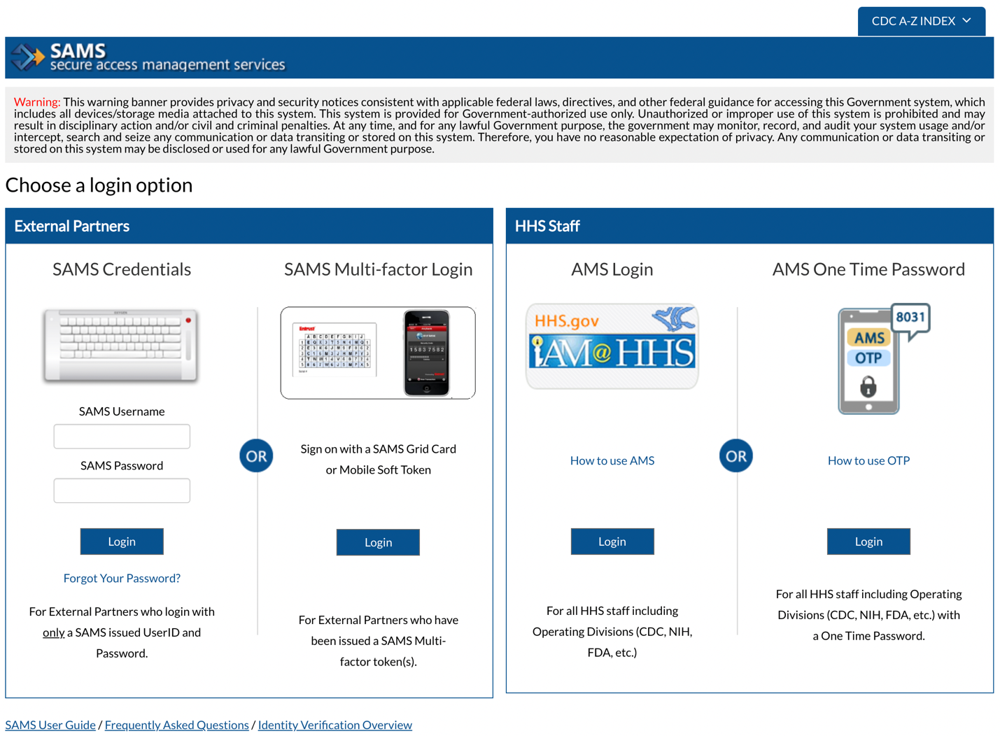 CDC A-Z INDEX
SAMS
secure access management services
Warning: This warning banner provides privacy and security notices consistent with applicable federal laws, directives, and other federal guidance for accessing this Government system, which
includes all devices/storage media attached to this system. This system is provided for Government-authorized use only. Unauthorized or improper use of this system is prohibited and may
result in disciplinary action and/or civil and criminal penalties. At any time, and for any lawful Government purpose, the government may monitor, record, and audit your system usage and/or
intercept, search and seize any communication or data transiting or stored on this system. Therefore, you have no reasonable expectation of privacy. Any communication or data transiting or
stored on this system may be disclosed or used for any lawful Government purpose.
Choose a login option
External Partners
SAMS Credentials
SAMS Username
SAMS Password
Login
Forgot Your Password?
For External Partners who login with
only a SAMS issued UserID and
Password.
OR
SAMS Multi-factor Login
Entrust
A B C D E F G H I J
1583 7582
Sign on with a SAMS Grid Card
or Mobile Soft Token
Login
For External Partners who have
been issued a SAMS Multi-
factor token(s).
HHS Staff
AMS Login
HHS.gov
iAM@HHS
How to use AMS
Login
For all HHS staff including
Operating Divisions (CDC, NIH,
FDA, etc.)
OR
AMS One Time Password
8031
AMS
OTP
How to use OTP
Login
For all HHS staff including Operating
Divisions (CDC, NIH, FDA, etc.) with
a One Time Password.
SAMS User Guide / Frequently Asked Questions / Identity Verification Overview